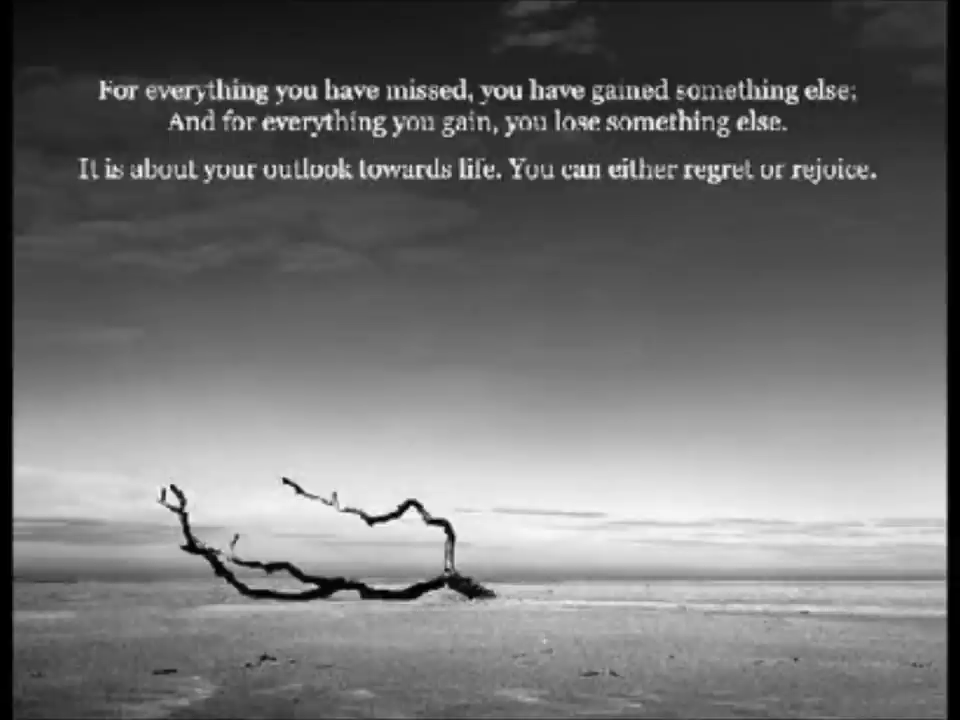 For everything you have missed, you have gained something else;
And for everything you gain, you lose something else.
It is about your outlook towards life. You can either regret or rejoice.